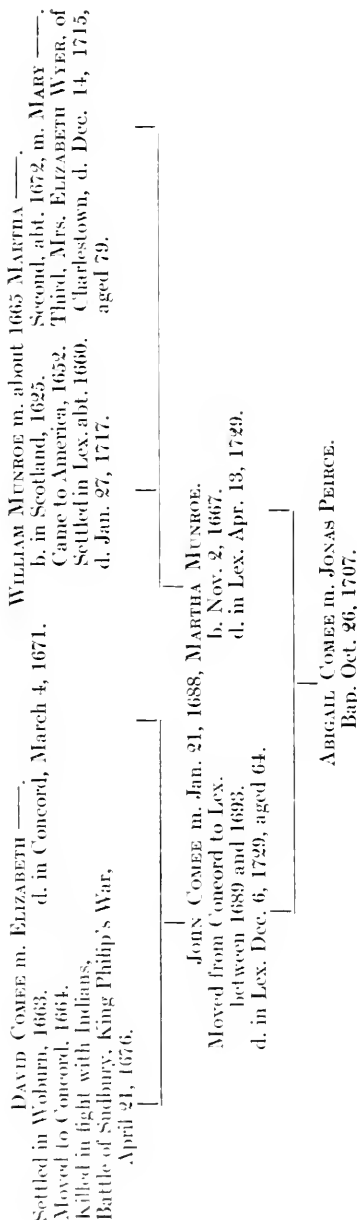 DAVID COMEE m. ELIZABETH ——.
Settled in Woburn, 1663.
d. in Concord, March 4, 1671.
Moved to Concord, 1664.
Killed in fight with Indians,
Battle of Sudbury, King Philip's War,
April 21, 1676.
WILLIAM MUNROE m. about 1665 MARTHA ——.
b. in Scotland, 1625.
Came to America, 1652.
Settled in Lex. abt. 1660.
d. Jan. 27, 1717.
Second, abt. 1672, m. MARY ——.
Third, Mrs. ELIZABETH WYER, of
Charlestown, d. Dec. 14, 1715,
aged 79.
JOHN COMEE m. Jan. 21, 1688, MARTHA MUNROE.
Moved from Concord to Lex.
between 1689 and 1693.
d. in Lex. Dec. 6, 1729, aged 64.
b. Nov. 2, 1667.
d. in Lex. Apr. 13, 1729.
ABIGAIL COMEE m. JONAS PEIRCE.
Bap. Oct. 26, 1707.